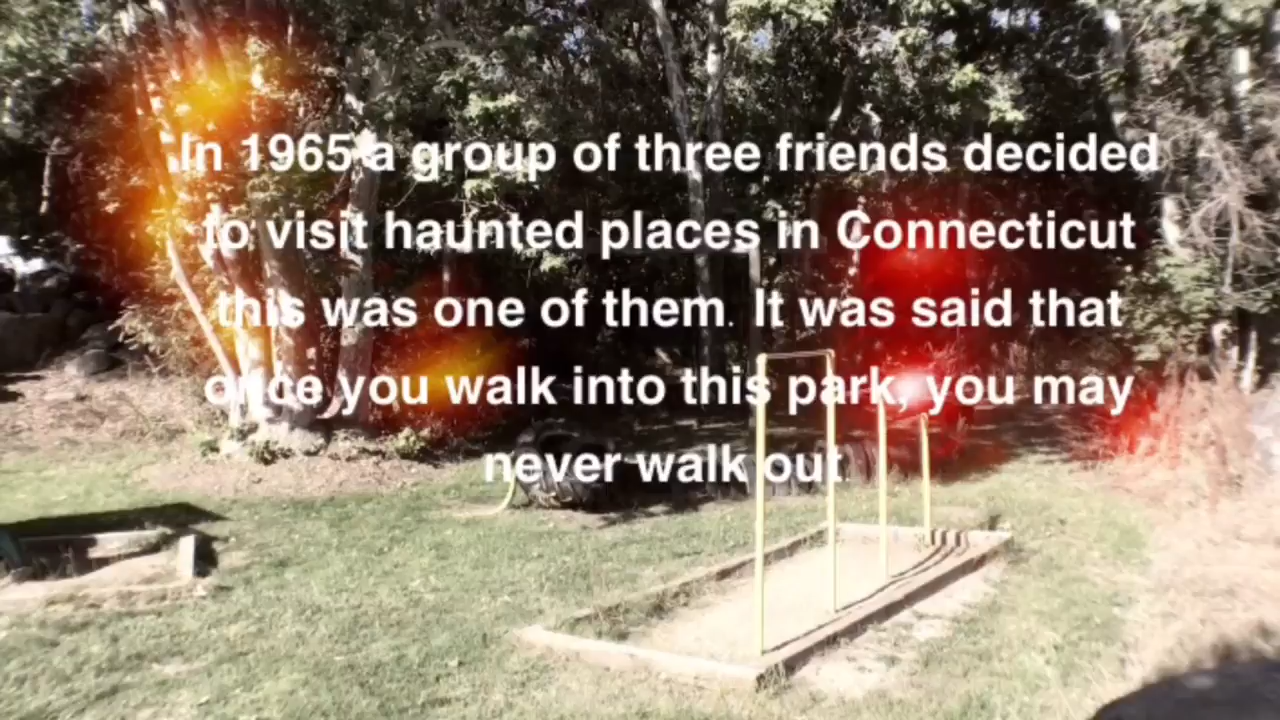 In 1965 a group of three friends decided
to visit haunted places in Connecticut
this was one of them. It was said that
once you walk into this park, you may
never walk out.